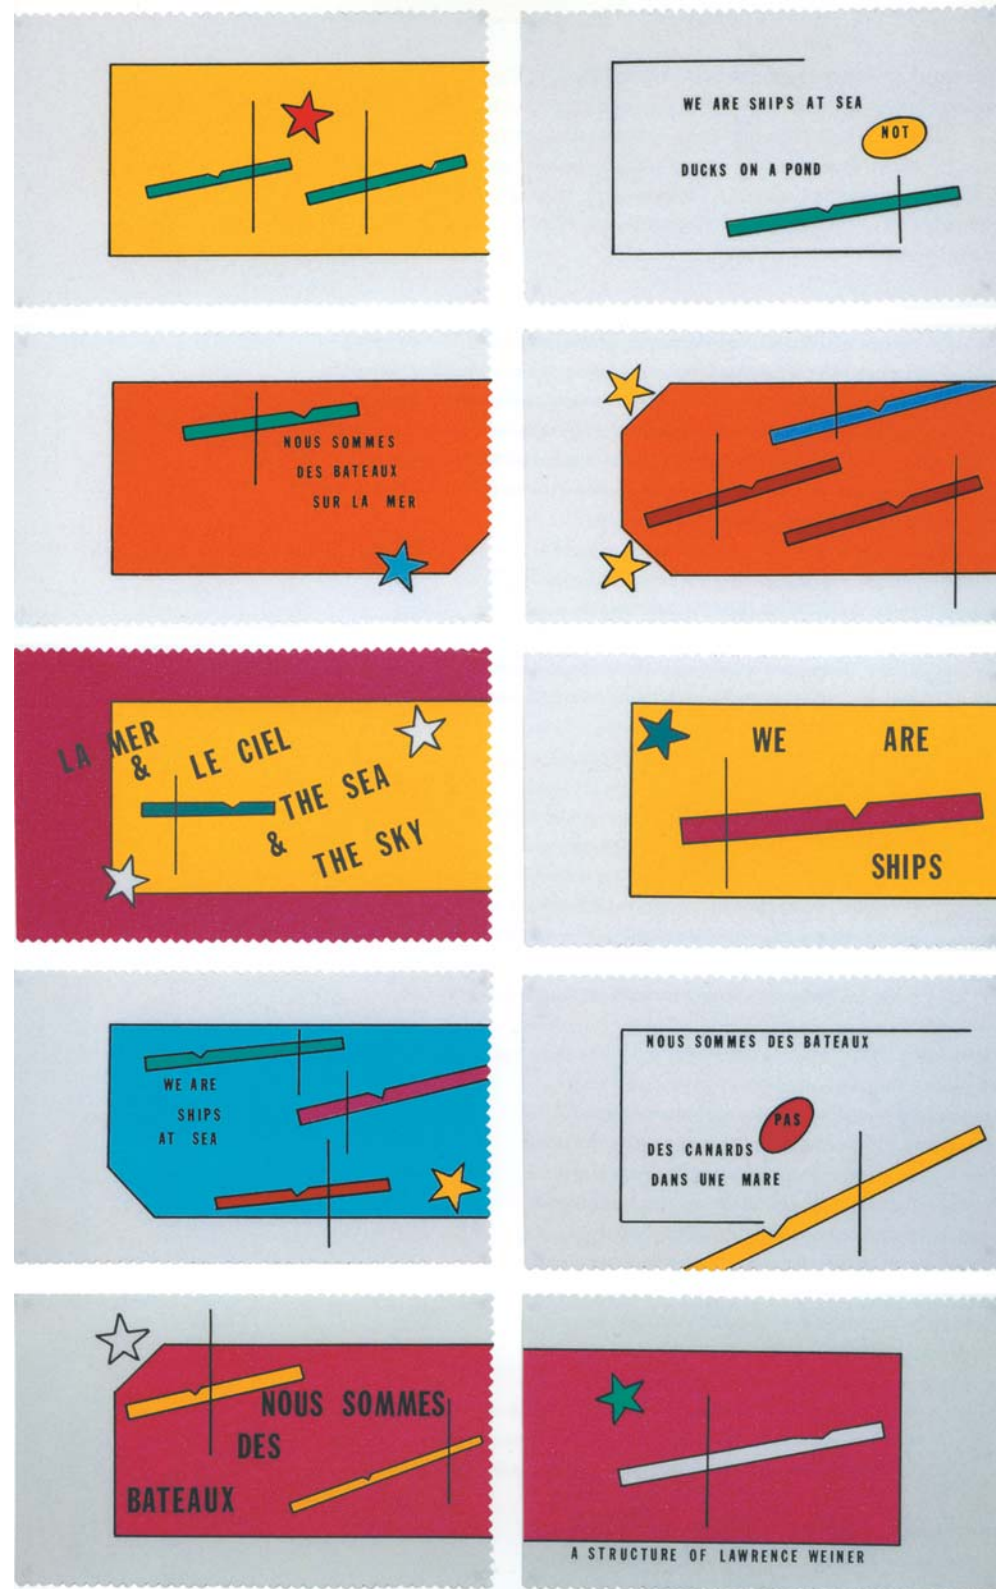 WE ARE SHIPS AT SEA
NOT
DUCKS ON A POND
NOUS SOMMES
DES BATEAUX
SUR LA MER
LA MER
& LE CIEL
THE SEA
&
THE SKY
WE ARE
SHIPS
WE ARE
SHIPS
AT SEA
NOUS SOMMES DES BATEAUX
PAS
DES CANARDS
DANS UNE MARE
NOUS SOMMES
DES
BATEAUX
A STRUCTURE OF LAWRENCE WEINER